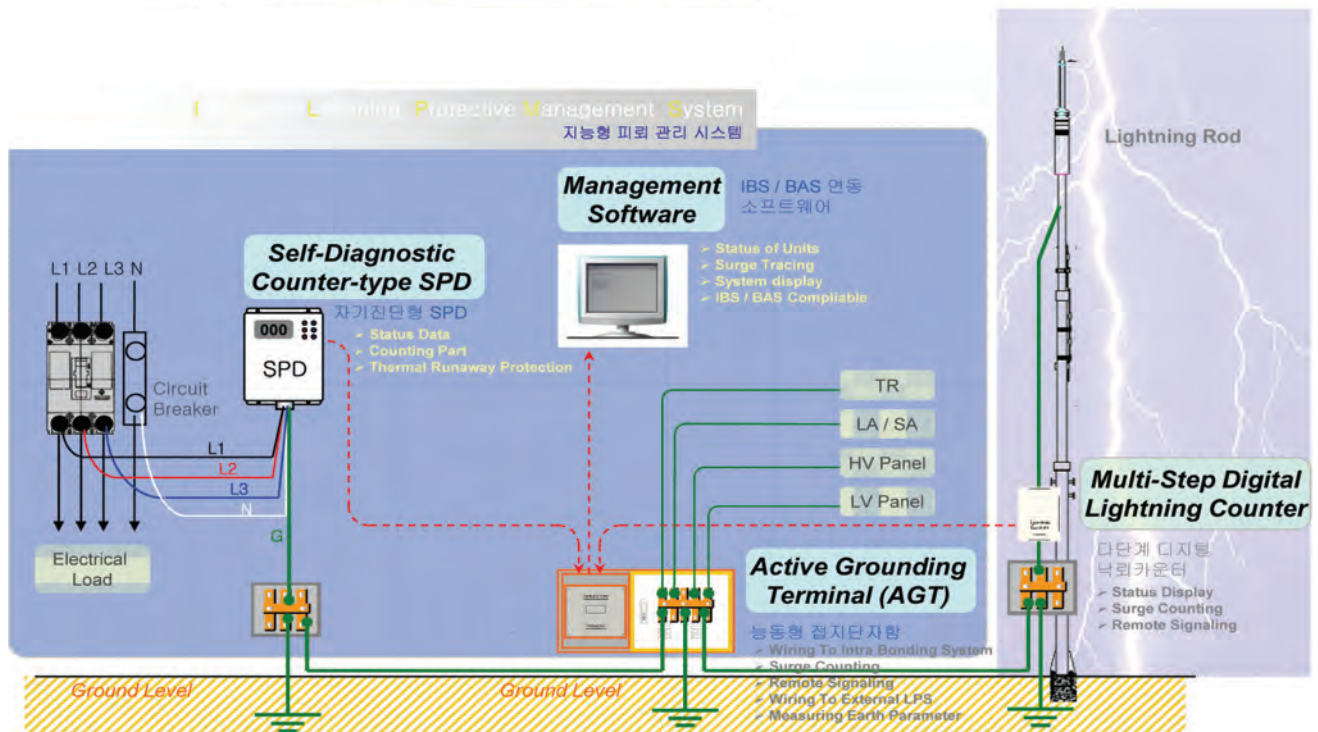 Protective Management System
지능형 피뢰 관리 시스템
Lightning Rod
Management
Software
IBS / BAS 연동
소프트웨어
➢ Status of Units
➢ Surge Tracing
➢ System display
➢ IBS / BAS Compliable
Self-Diagnostic
Counter-type SPD
자기진단형 SPD
➢ Status Data
➢ Counting Part
➢ Thermal Runaway Protection
L1 L2 L3 N
000
SPD
Circuit
Breaker
L1
L2
L3
N
G
Electrical
Load
TR
LA / SA
HV Panel
LV Panel
Multi-Step Digital
Lightning Counter
다단계 디지털
낙뢰카운터
➢ Status Display
➢ Surge Counting
➢ Remote Signaling
Active Grounding
Terminal (AGT)
능동형 접지단자함
➢ Wiring To Intra Bonding System
➢ Surge Counting
➢ Remote Signaling
➢ Wiring To External LPS
➢ Measuring Earth Parameter
Ground Level
Ground Level